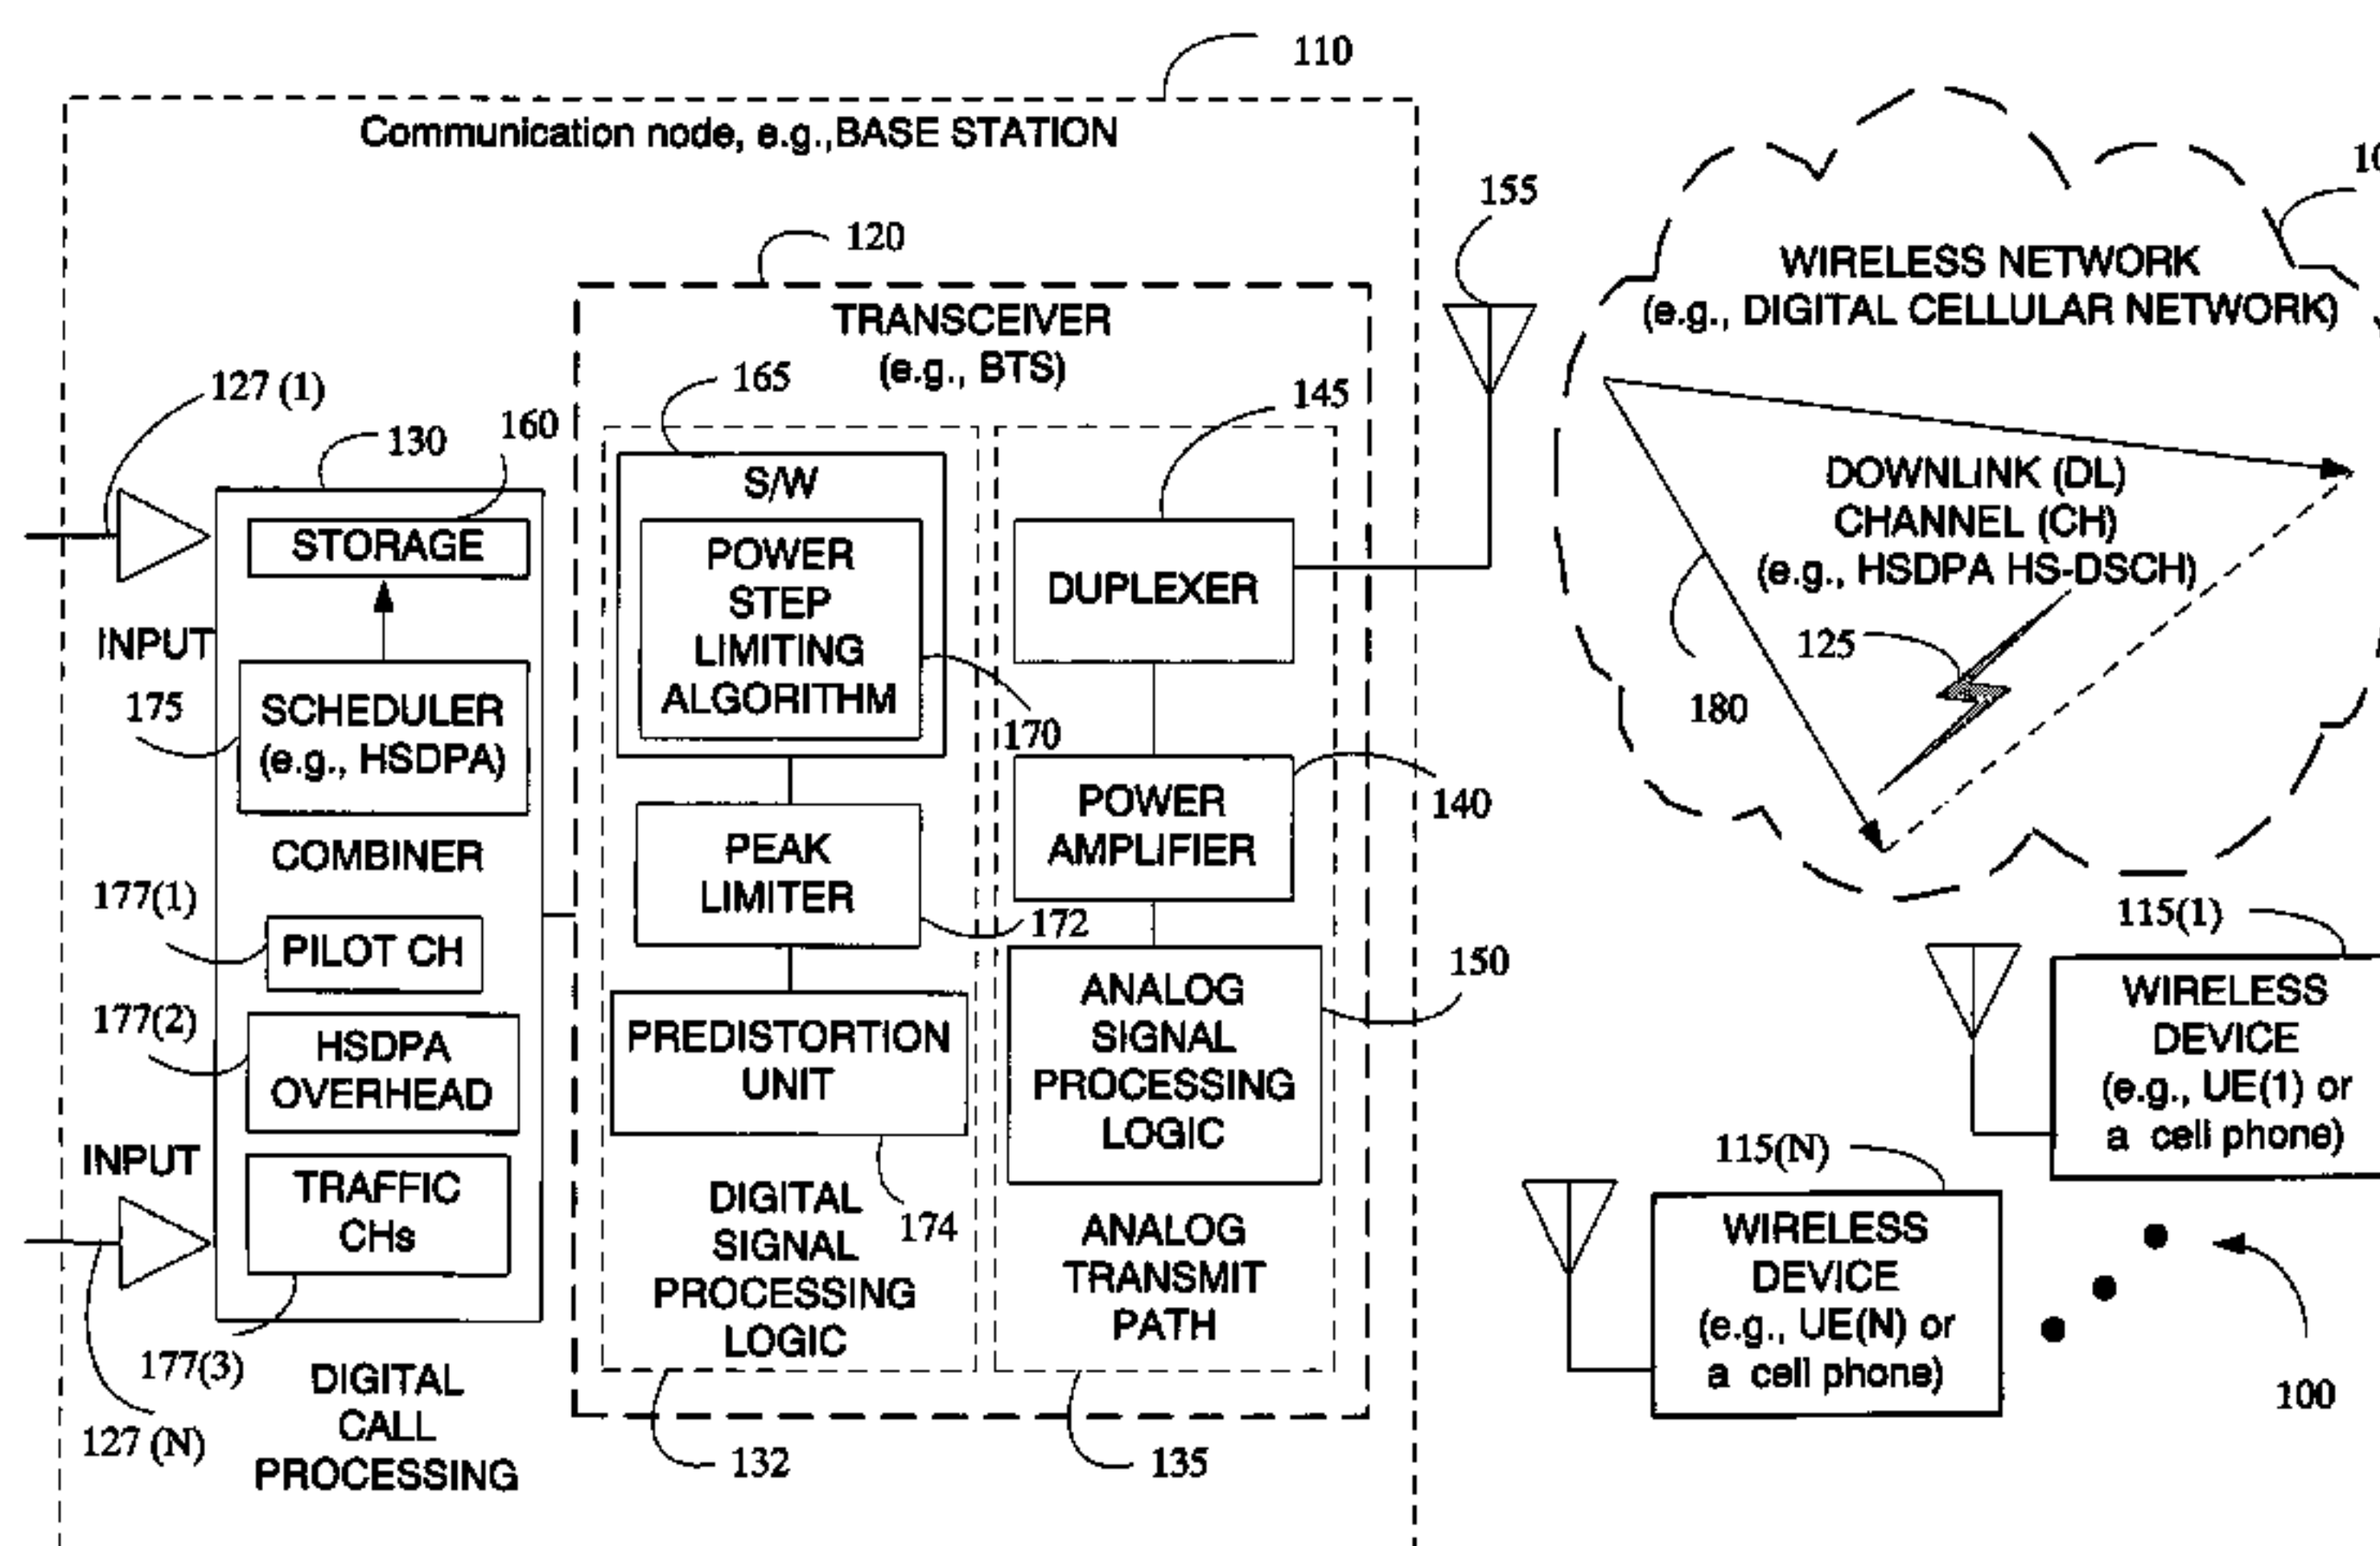 110
Communication node, e.g.,BASE STATION
155
120
WIRELESS NETWORK
(e.g., DIGITAL CELLULAR NETWORK)
TRANSCEIVER
(e.g., BTS)
127 (1)
130
160
165
145
S/W
STORAGE
POWER
STEP
LIMITING
ALGORITHM
170
DUPLEXER
DOWNLINK (DL)
CHANNEL (CH)
(e.g., HSDPA HS-DSCH)
125
180
INPUT
175
SCHEDULER
(e.g., HSDPA)
COMBINER
POWER
AMPLIFIER
140
PEAK
LIMITER
172
177(1)
PILOT CH
177(2)
HSDPA
OVERHEAD
PREDISTORTION
UNIT
174
ANALOG
SIGNAL
PROCESSING
LOGIC
150
115(1)
WIRELESS
DEVICE
(e.g., UE(1) or
a cell phone)
INPUT
TRAFFIC
CHs
177(3)
127 (N)
DIGITAL
CALL
PROCESSING
DIGITAL
SIGNAL
PROCESSING
LOGIC
132
ANALOG
TRANSMIT
PATH
135
115(N)
WIRELESS
DEVICE
(e.g., UE(N) or
a cell phone)
100